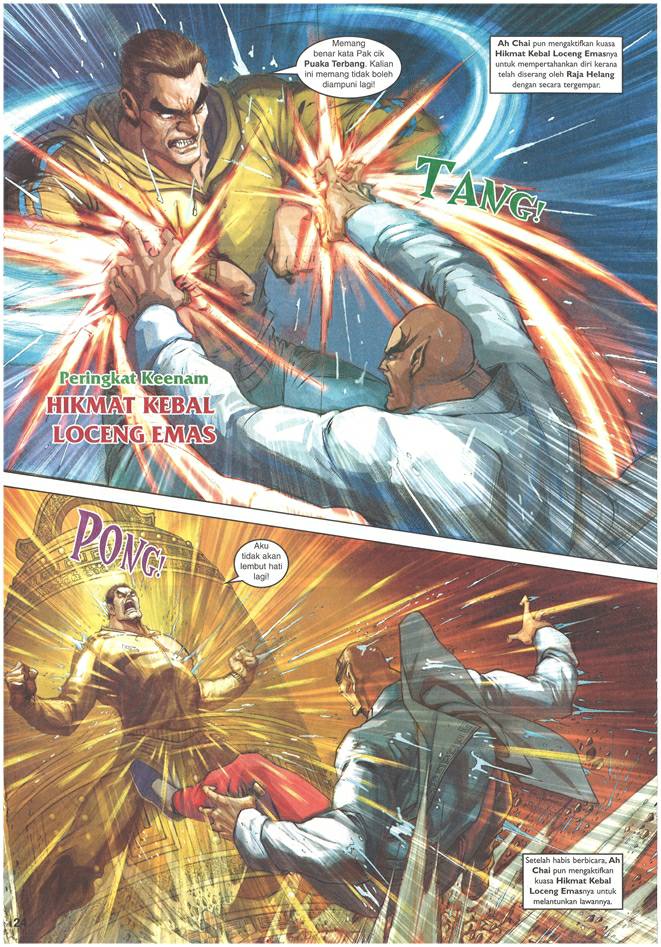 Memang
benar kata Pak cik
Puaka Terbang. Kalian
ini memang tidak boleh
diampuni lagi!
Ah Chai pun mengaktifkan kuasa
Hikmat Kebal Loceng Emasnya
untuk mempertahankan diri kerana
telah diserang oleh Raja Helang
dengan secara tergempar.
TANG!
Peringkat Keenam
HIKMAT KEBAL
LOCENG EMAS
PONG!
Aku
tidak akan
lembut hati
lagi!
Setelah habis berbicara, Ah
Chai pun mengaktifkan
kuasa Hikmat Kebal
Loceng Emasnya untuk
melantunkan lawannya.
24